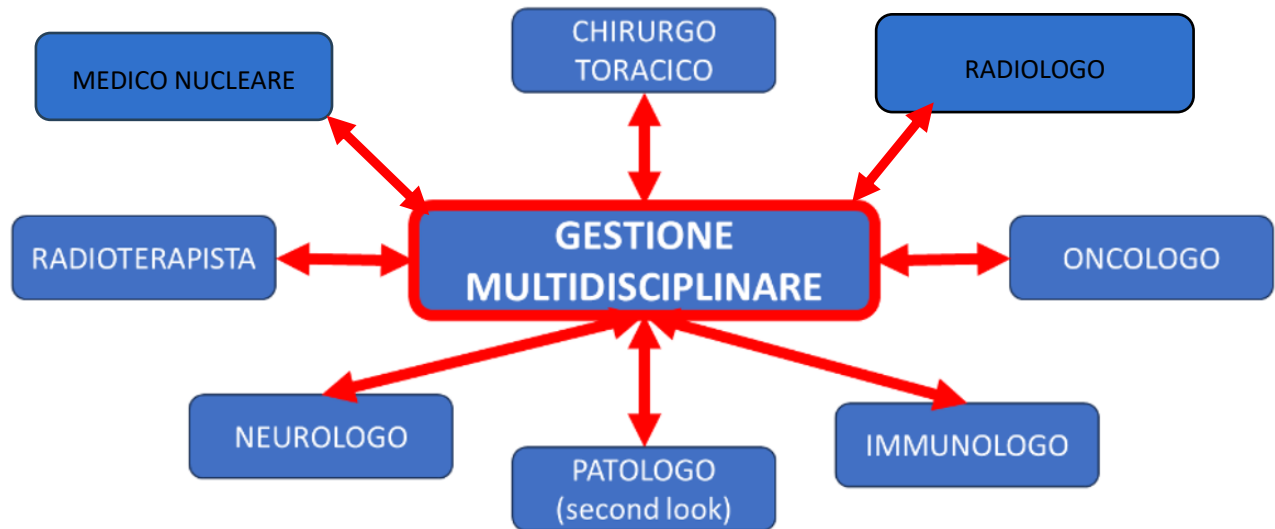 CHIRURGO
TORACICO
MEDICO NUCLEARE
RADIOLOGO
GESTIONE
MULTIDISCIPLINARE
RADIOTERAPISTA
ONCOLOGO
NEUROLOGO
IMMUNOLOGO
PATOLOGO
(second look)